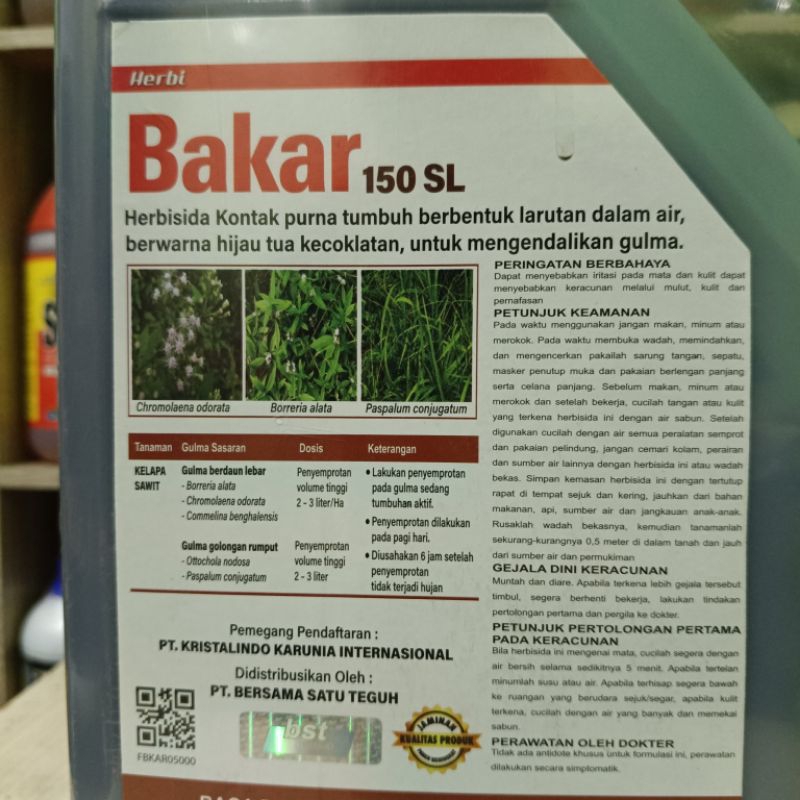 Herbi
Bakar 150 SL
Herbisida Kontak purna tumbuh berbentuk larutan dalam air,
berwarna hijau tua kecoklatan, untuk mengendalikan gulma.
Chromolaena odorata
Borreria alata
Paspalum conjugatum
Tanaman Gulma Sasaran Dosis Keterangan
KELAPA
SAWIT
Gulma berdaun lebar
- Borreria alata
- Chromolaena odorata
- Commelina benghalensis
Penyemprotan
volume tinggi
2 - 3 liter/Ha
Gulma golongan rumput
- Ottochola nodosa
- Paspalum conjugatum
Penyemprotan
volume tinggi
2 - 3 liter
• Lakukan penyemprotan
pada gulma sedang
tumbuhan aktif.
• Penyemprotan dilakukan
pada pagi hari.
• Diusahakan 6 jam setelah
penyemprotan
tidak terjadi hujan
Pemegang Pendaftaran :
PT. KRISTALINDO KARUNIA INTERNASIONAL
Didistribusikan Oleh :
PT. BERSAMA SATU TEGUH
FBKAR05000
bst
JAMINAN
KUALITAS PRODUK
PERINGATAN BERBAHAYA
Dapat menyebabkan iritasi pada mata dan kulit dapat
menyebabkan keracunan melalui mulut, kulit dan
pernafasan
PETUNJUK KEAMANAN
Pada waktu menggunakan jangan makan, minum atau
merokok. Pada waktu membuka wadah, memindahkan,
dan mengencerkan pakailah sarung tangan, sepatu,
masker penutup muka dan pakaian berlengan panjang
serta celana panjang. Sebelum makan, minum atau
merokok dan setelah bekerja, cucilah tangan atau kulit
yang terkena herbisida ini dengan air sabun. Setelah
digunakan cucilah dengan air semua peralatan semprot
dan pakaian pelindung, jangan cemari kolam, perairan
dan sumber air lainnya dengan herbisida ini atau wadah
bekas. Simpan kemasan herbisida ini dengan tertutup
rapat di tempat sejuk dan kering, jauhkan dari bahan
makanan, api, sumber air dan jangkauan anak-anak.
Rusaklah wadah bekasnya, kemudian tanamanlah
sekurang-kurangnya 0,5 meter di dalam tanah dan jauh
dari sumber air dan permukiman
GEJALA DINI KERACUNAN
Muntah dan diare. Apabila terkena lebih gejala tersebut
timbul, segera berhenti bekerja, lakukan tindakan
pertolongan pertama dan pergila ke dokter.
PETUNJUK PERTOLONGAN PERTAMA
PADA KERACUNAN
Bila herbisida ini mengenai mata, cucilah segera dengan
air bersih selama sedikitnya 5 menit. Apabila tertelan
minumlah susu atau air. Apabila terhisap segera bawah
ke ruangan yang berudara sejuk/segar, apabila kulit
terkena, cucilah dengan air yang banyak dan memekai
sabun.
PERAWATAN OLEH DOKTER
Tidak ada antidote khusus untuk formulasi ini, perawatan
dilakukan secara simptomatik.